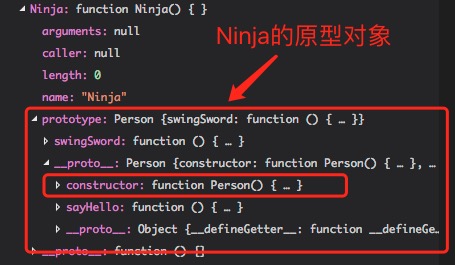 Ninja: function Ninja() { }
Ninja的原型对象
arguments: null
caller: null
length: 0
name: "Ninja"
prototype: Person {swingSword: function () { … }}
swingSword: function () { … }
__proto__: Person {constructor: function Person() { … }, …
constructor: function Person() { … }
sayHello: function () { … }
__proto__: Object {__defineGetter__: function __defineGe…
__proto__: function () []